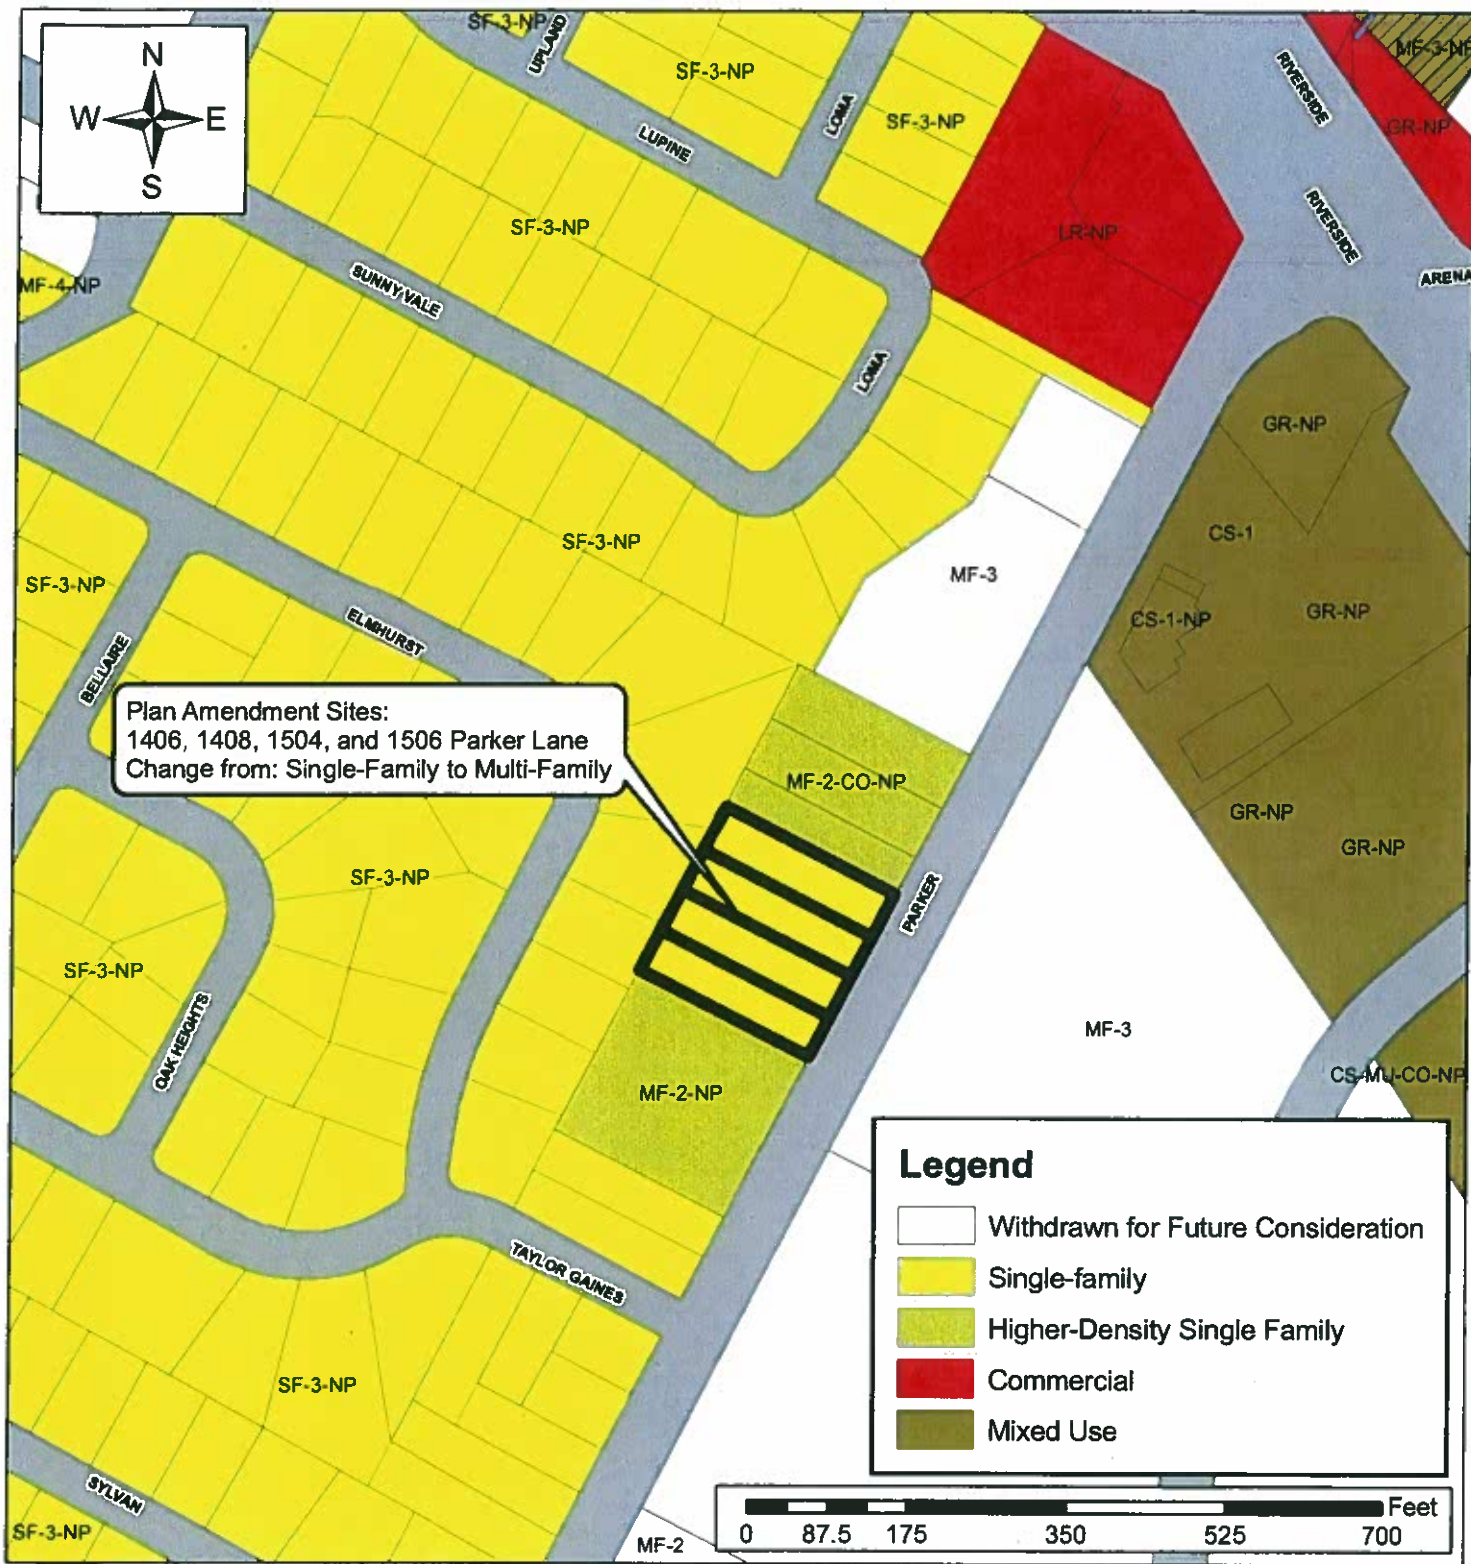 SF-3-NP
UPLAND
N
W
E
S
SF-3-NP
LOMA
SF-3-NP
RIVERSIDE
MF-3-NP
GR-NP
LUPINE
SF-3-NP
LR-NP
RIVERSIDE
ARENA
MF-4-NP
SUNNY VALE
LOMA
GR-NP
SF-3-NP
CS-1
SF-3-NP
MF-3
CS-1-NP
GR-NP
ELMHURST
BELLAIRE
Plan Amendment Sites:
1406, 1408, 1504, and 1506 Parker Lane
Change from: Single-Family to Multi-Family
MF-2-CO-NP
GR-NP
GR-NP
SF-3-NP
PARKER
SF-3-NP
OAK HEIGHTS
MF-3
CS-MU-CO-NP
MF-2-NP
TAYLOR GAINES
SF-3-NP
SYLVAN
SF-3-NP
MF-2
Legend
Withdrawn for Future Consideration
Single-family
Higher-Density Single Family
Commercial
Mixed Use
Feet
0 87.5 175 350 525 700